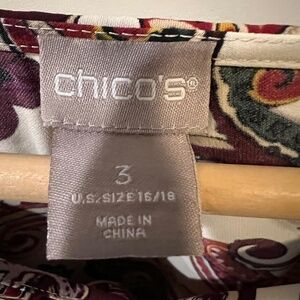 chico's®
3
U.S. SIZE 16/18
MADE IN
CHINA